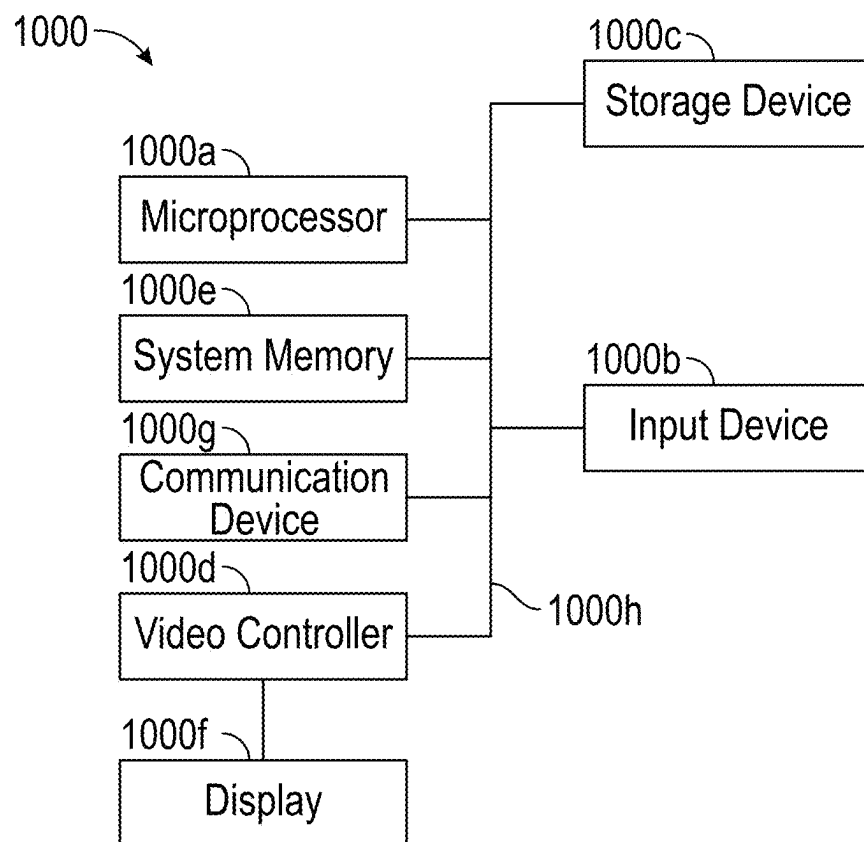 1000
1000c
Storage Device
1000a
Microprocessor
1000e
System Memory
1000b
Input Device
1000g
Communication
Device
1000d
Video Controller
1000h
1000f
Display